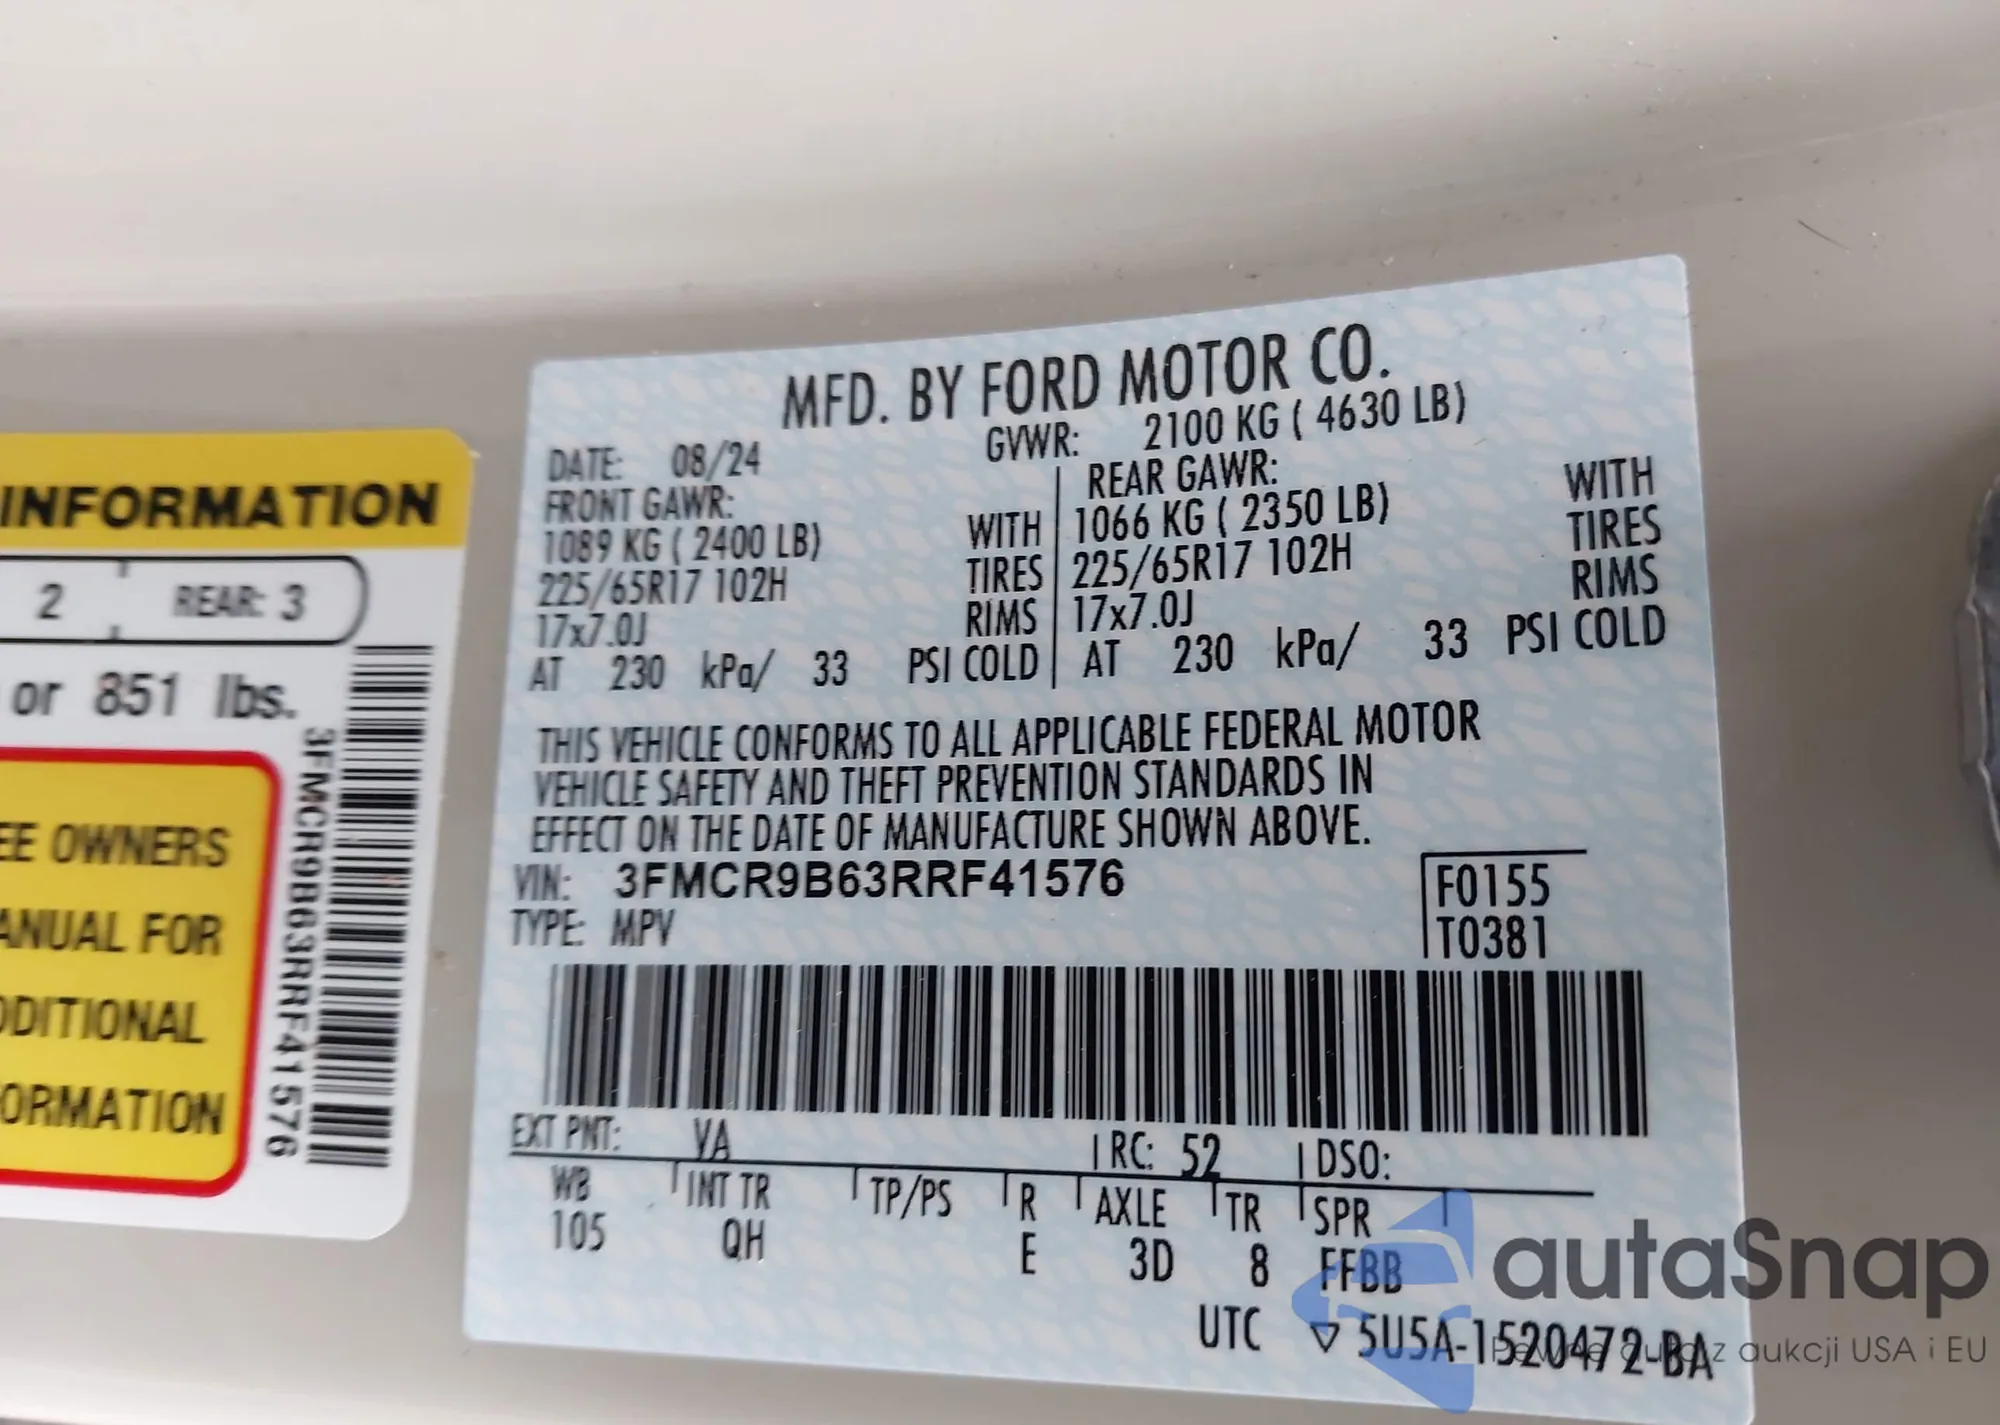 INFORMATION
2 REAR: 3
or 851 lbs.
3FMCR9B63RRF41576
EE OWNERS
ANUAL FOR
DDITIONAL
ORMATION
MFD. BY FORD MOTOR CO.
DATE: 08/24 GVWR: 2100 KG ( 4630 LB)
FRONT GAWR: REAR GAWR:
1089 KG ( 2400 LB) WITH 1066 KG ( 2350 LB) WITH
225/65R17 102H TIRES 225/65R17 102H TIRES
17x7.0J RIMS 17x7.0J RIMS
AT 230 kPa/ 33 PSI COLD AT 230 kPa/ 33 PSI COLD
THIS VEHICLE CONFORMS TO ALL APPLICABLE FEDERAL MOTOR
VEHICLE SAFETY AND THEFT PREVENTION STANDARDS IN
EFFECT ON THE DATE OF MANUFACTURE SHOWN ABOVE.
VIN: 3FMCR9B63RRF41576 F0155
TYPE: MPV T0381
EXT PNT: VA RC: 52 DSO:
WB INT TR TP/PS R AXLE TR SPR
105 QH E 3D 8 FFBB
UTC ▽ 5U5A-1520472-BA
autaSnap
aukcji USA i EU